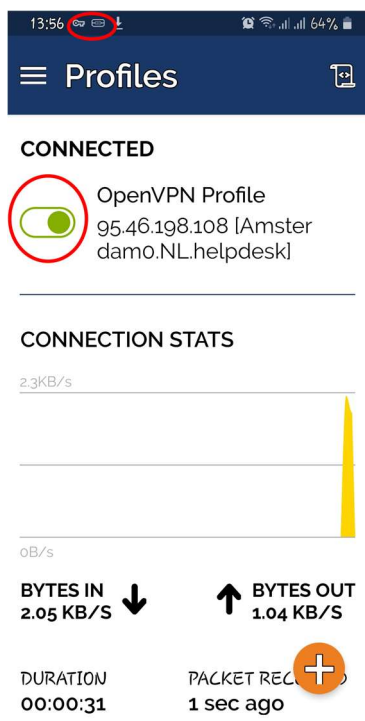 13:56 64%
Profiles
CONNECTED
OpenVPN Profile
95.46.198.108 [Amster
dam0.NL.helpdesk]
CONNECTION STATS
2.3KB/s
0B/s
BYTES IN
2.05 KB/S
BYTES OUT
1.04 KB/S
DURATION
00:00:31
PACKET
1 sec ago